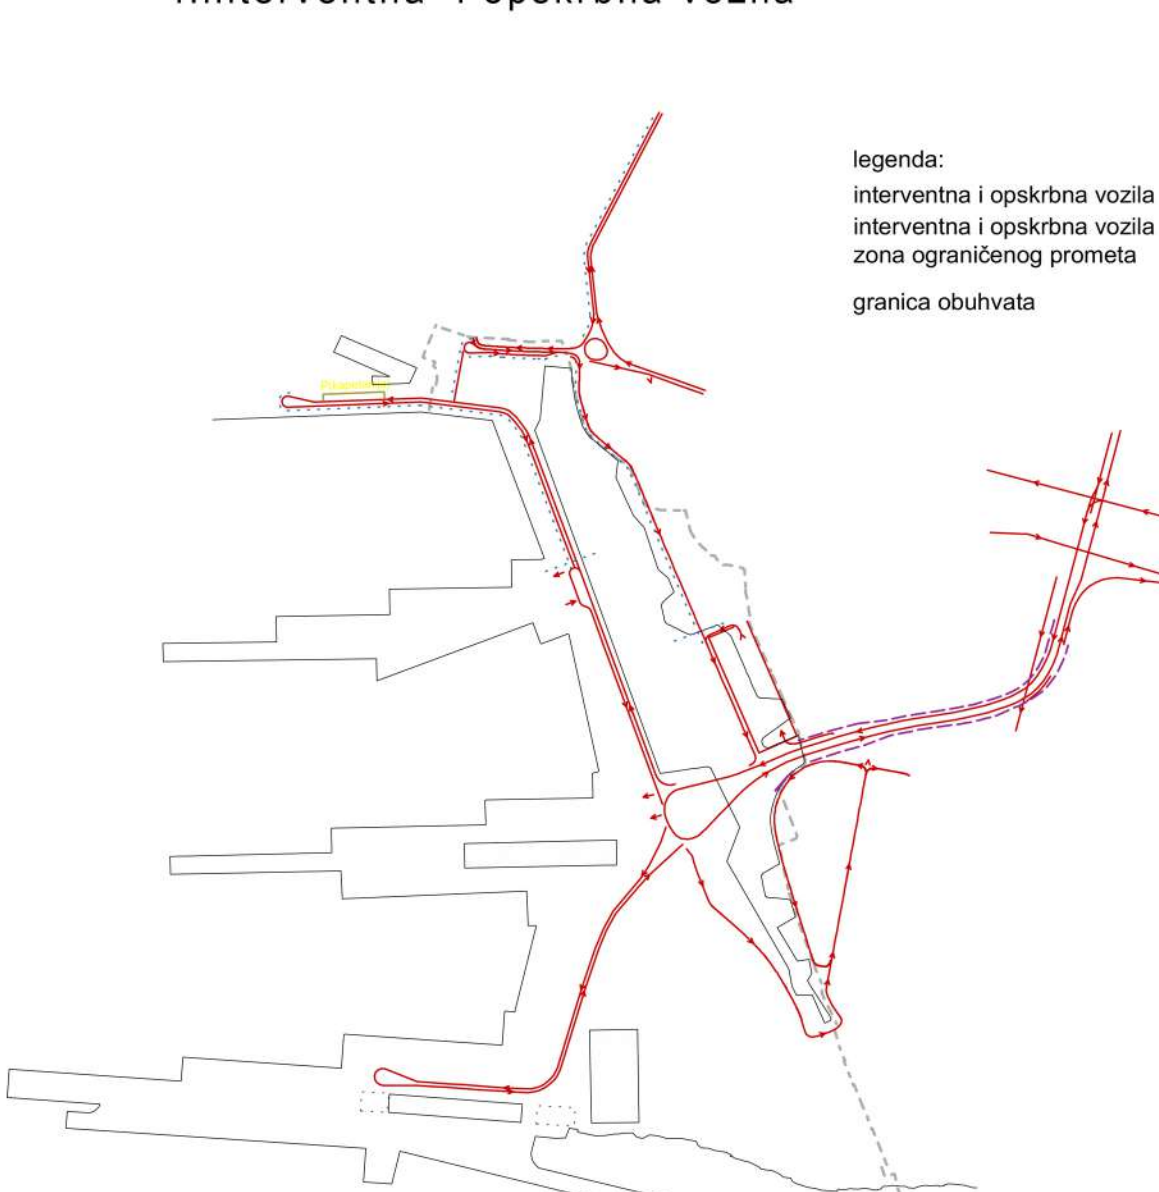 interventna i opskrbna vozila
legenda:
interventna i opskrbna vozila
interventna i opskrbna vozila
zona ograničenog prometa
granica obuhvata